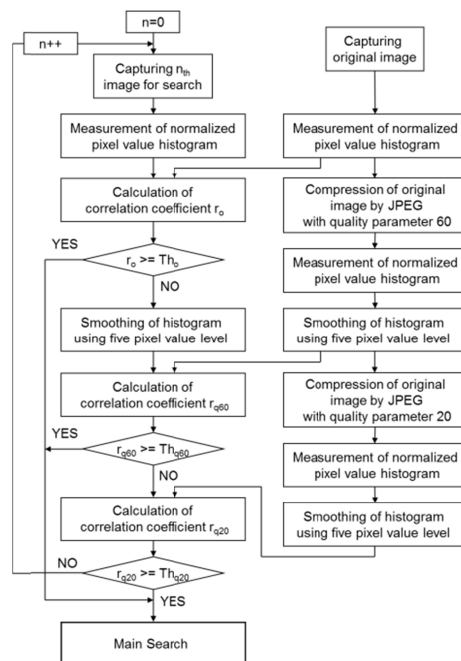 n=0
n++
Capturing nth
image for search
Measurement of normalized
pixel value histogram
Calculation of
correlation coefficient ro
YES
ro >= Tho
NO
Smoothing of histogram
using five pixel value level
Calculation of
correlation coefficient rq60
YES
rq60 >= Thq60
NO
Calculation of
correlation coefficient rq20
NO
rq20 >= Thq20
YES
Main Search
Capturing
original image
Measurement of normalized
pixel value histogram
Compression of original
image by JPEG
with quality parameter 60
Measurement of normalized
pixel value histogram
Smoothing of histogram
using five pixel value level
Compression of original
image by JPEG
with quality parameter 20
Measurement of normalized
pixel value histogram
Smoothing of histogram
using five pixel value level